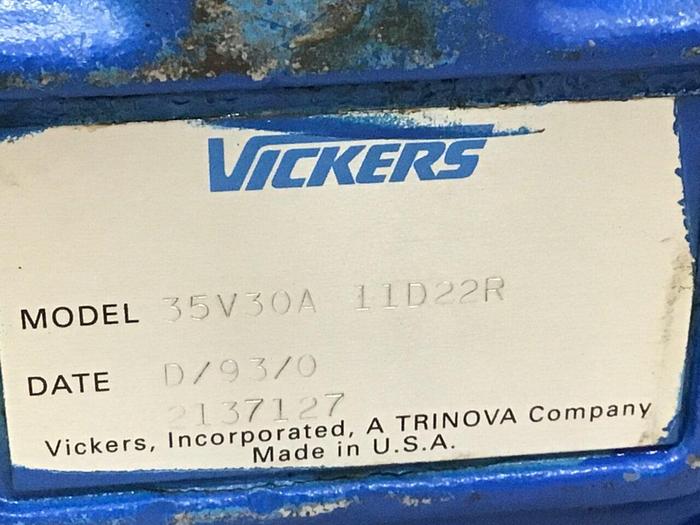 VICKERS
MODEL 35V30A 11D22R
DATE D/93/0
2137127
Vickers, Incorporated, A TRINOVA Company
Made in U.S.A.